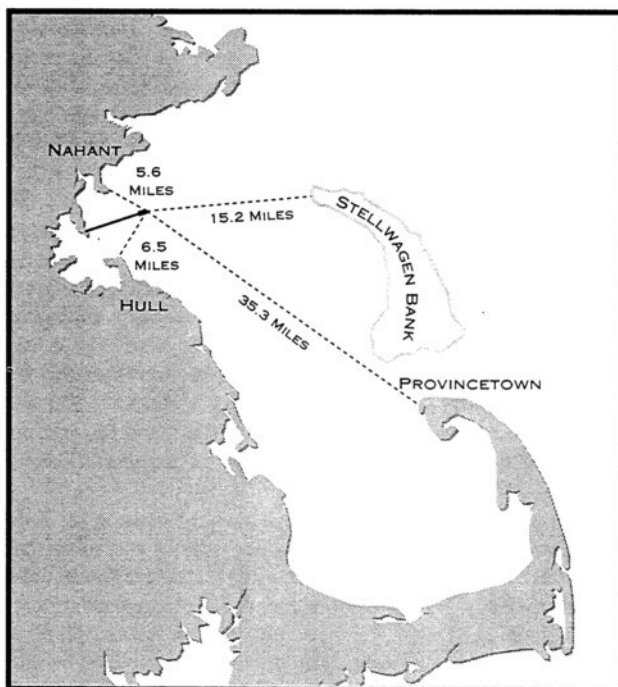 NAHANT
5.6
MILES
15.2 MILES
STELLWAGEN BANK
6.5
MILES
HULL
35.3 MILES
PROVINCETOWN